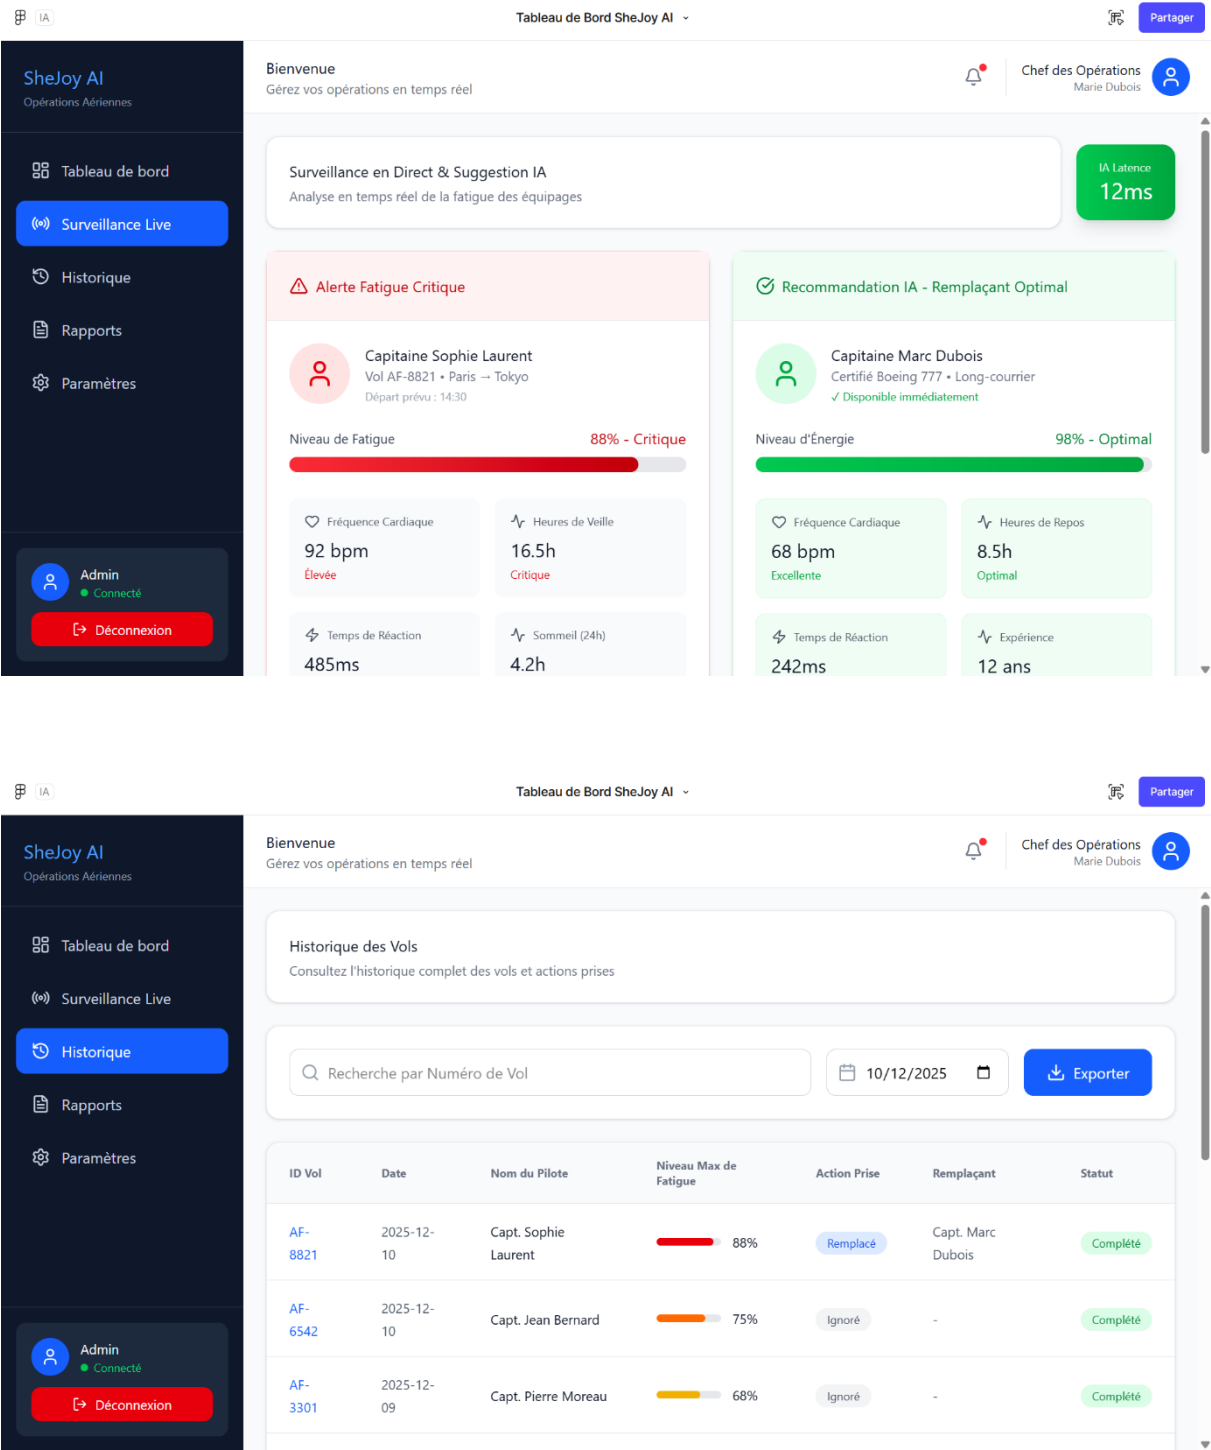 IA
Tableau de Bord SheJoy AI
Partager
SheJoy AI
Opérations Aériennes
Tableau de bord
Surveillance Live
Historique
Rapports
Paramètres
Admin
Connecté
Déconnexion
Bienvenue
Gérez vos opérations en temps réel
Chef des Opérations
Marie Dubois
Surveillance en Direct & Suggestion IA
Analyse en temps réel de la fatigue des équipages
IA Latence
12ms
Alerte Fatigue Critique
Capitaine Sophie Laurent
Vol AF-8821 • Paris → Tokyo
Départ prévu : 14:30
Niveau de Fatigue
88% - Critique
Fréquence Cardiaque
92 bpm
Élevée
Heures de Veille
16.5h
Critique
Temps de Réaction
485ms
Sommeil (24h)
4.2h
Recommandation IA - Remplaçant Optimal
Capitaine Marc Dubois
Certifié Boeing 777 • Long-courrier
✓ Disponible immédiatement
Niveau d'Énergie
98% - Optimal
Fréquence Cardiaque
68 bpm
Excellente
Heures de Repos
8.5h
Optimal
Temps de Réaction
242ms
Expérience
12 ans
IA
Tableau de Bord SheJoy AI
Partager
SheJoy AI
Opérations Aériennes
Tableau de bord
Surveillance Live
Historique
Rapports
Paramètres
Admin
Connecté
Déconnexion
Bienvenue
Gérez vos opérations en temps réel
Chef des Opérations
Marie Dubois
Historique des Vols
Consultez l'historique complet des vols et actions prises
Recherche par Numéro de Vol
10/12/2025
Exporter
ID Vol
Date
Nom du Pilote
Niveau Max de
Fatigue
Action Prise
Remplaçant
Statut
AF-
8821
2025-12-
10
Capt. Sophie
Laurent
88%
Remplacé
Capt. Marc
Dubois
Complété
AF-
6542
2025-12-
10
Capt. Jean Bernard
75%
Ignoré
-
Complété
AF-
3301
2025-12-
09
Capt. Pierre Moreau
68%
Ignoré
-
Complété